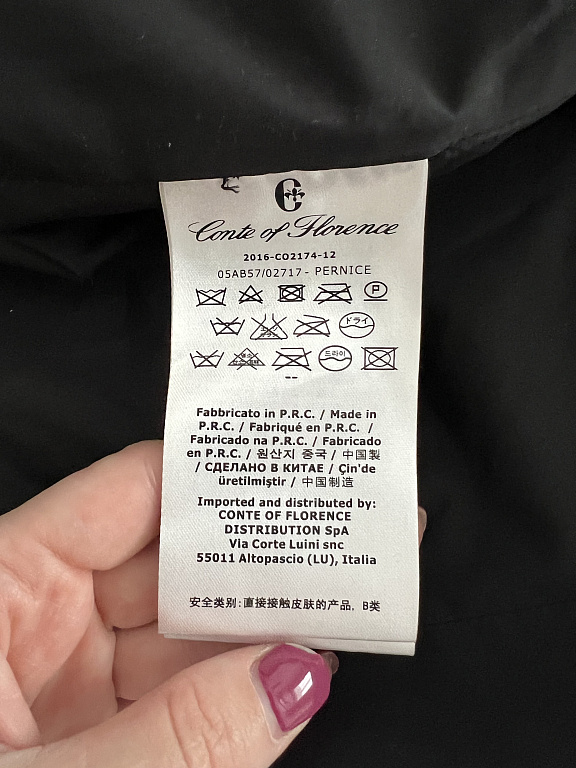 C
Conte of Florence
2016-CO2174-12
05AB57/02717- PERNICE
P
ドライ
드라이
--
Fabbricato in P.R.C. / Made in
P.R.C. / Fabriqué en P.R.C. /
Fabricado na P.R.C. / Fabricado
en P.R.C. / 원산지 중국 / 中国製
/ СДЕЛАНО В КИТАЕ / Çin'de
üretilmiştir / 中国制造
Imported and distributed by:
CONTE OF FLORENCE
DISTRIBUTION SpA
Via Corte Luini snc
55011 Altopascio (LU), Italia
安全类别:直接接触皮肤的产品, B类